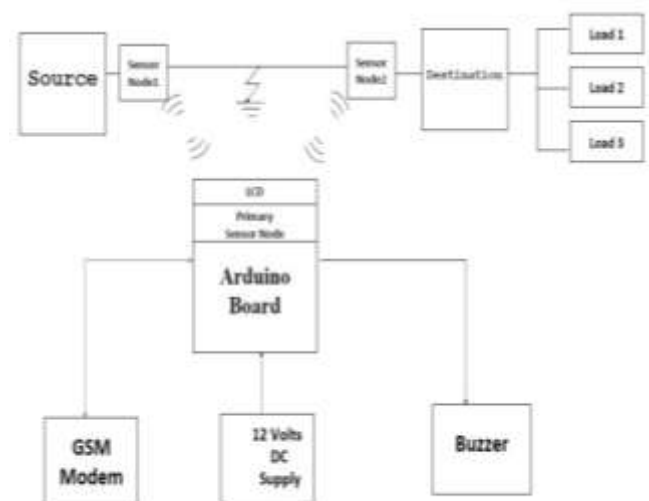 Source
Sensor
Node1
Sensor
Node2
Destination
Load 1
Load 2
Load 3
LCD
Primary
Sensor Node
Arduino
Board
GSM
Modem
12 Volts
DC
Supply
Buzzer